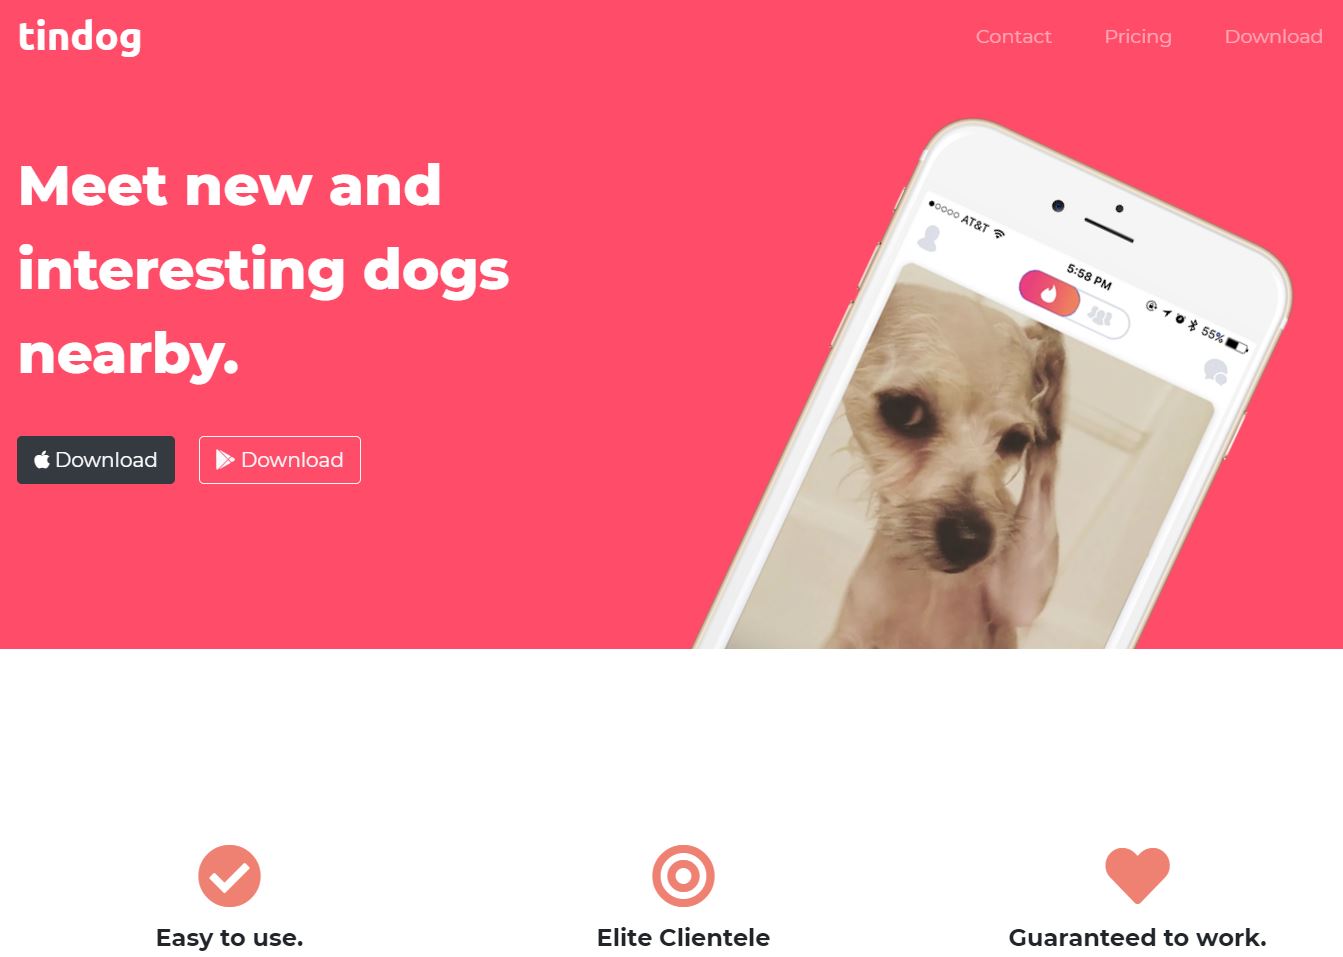 tindog
Contact
Pricing
Download
Meet new and
interesting dogs
nearby.
Download
Download
AT&T
5:58 PM
55%
Easy to use.
Elite Clientele
Guaranteed to work.